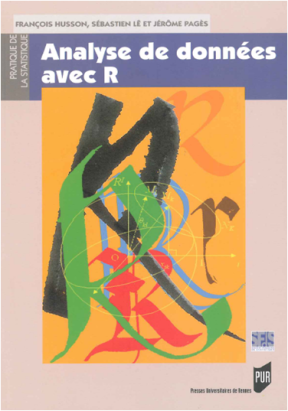 FRANÇOIS HUSSON, SÉBASTIEN LÊ ET JÉRÔME PAGÈS
PRATIQUE DE
LA STATISTIQUE
Analyse de données
avec R
PUR
Presses Universitaires de Rennes